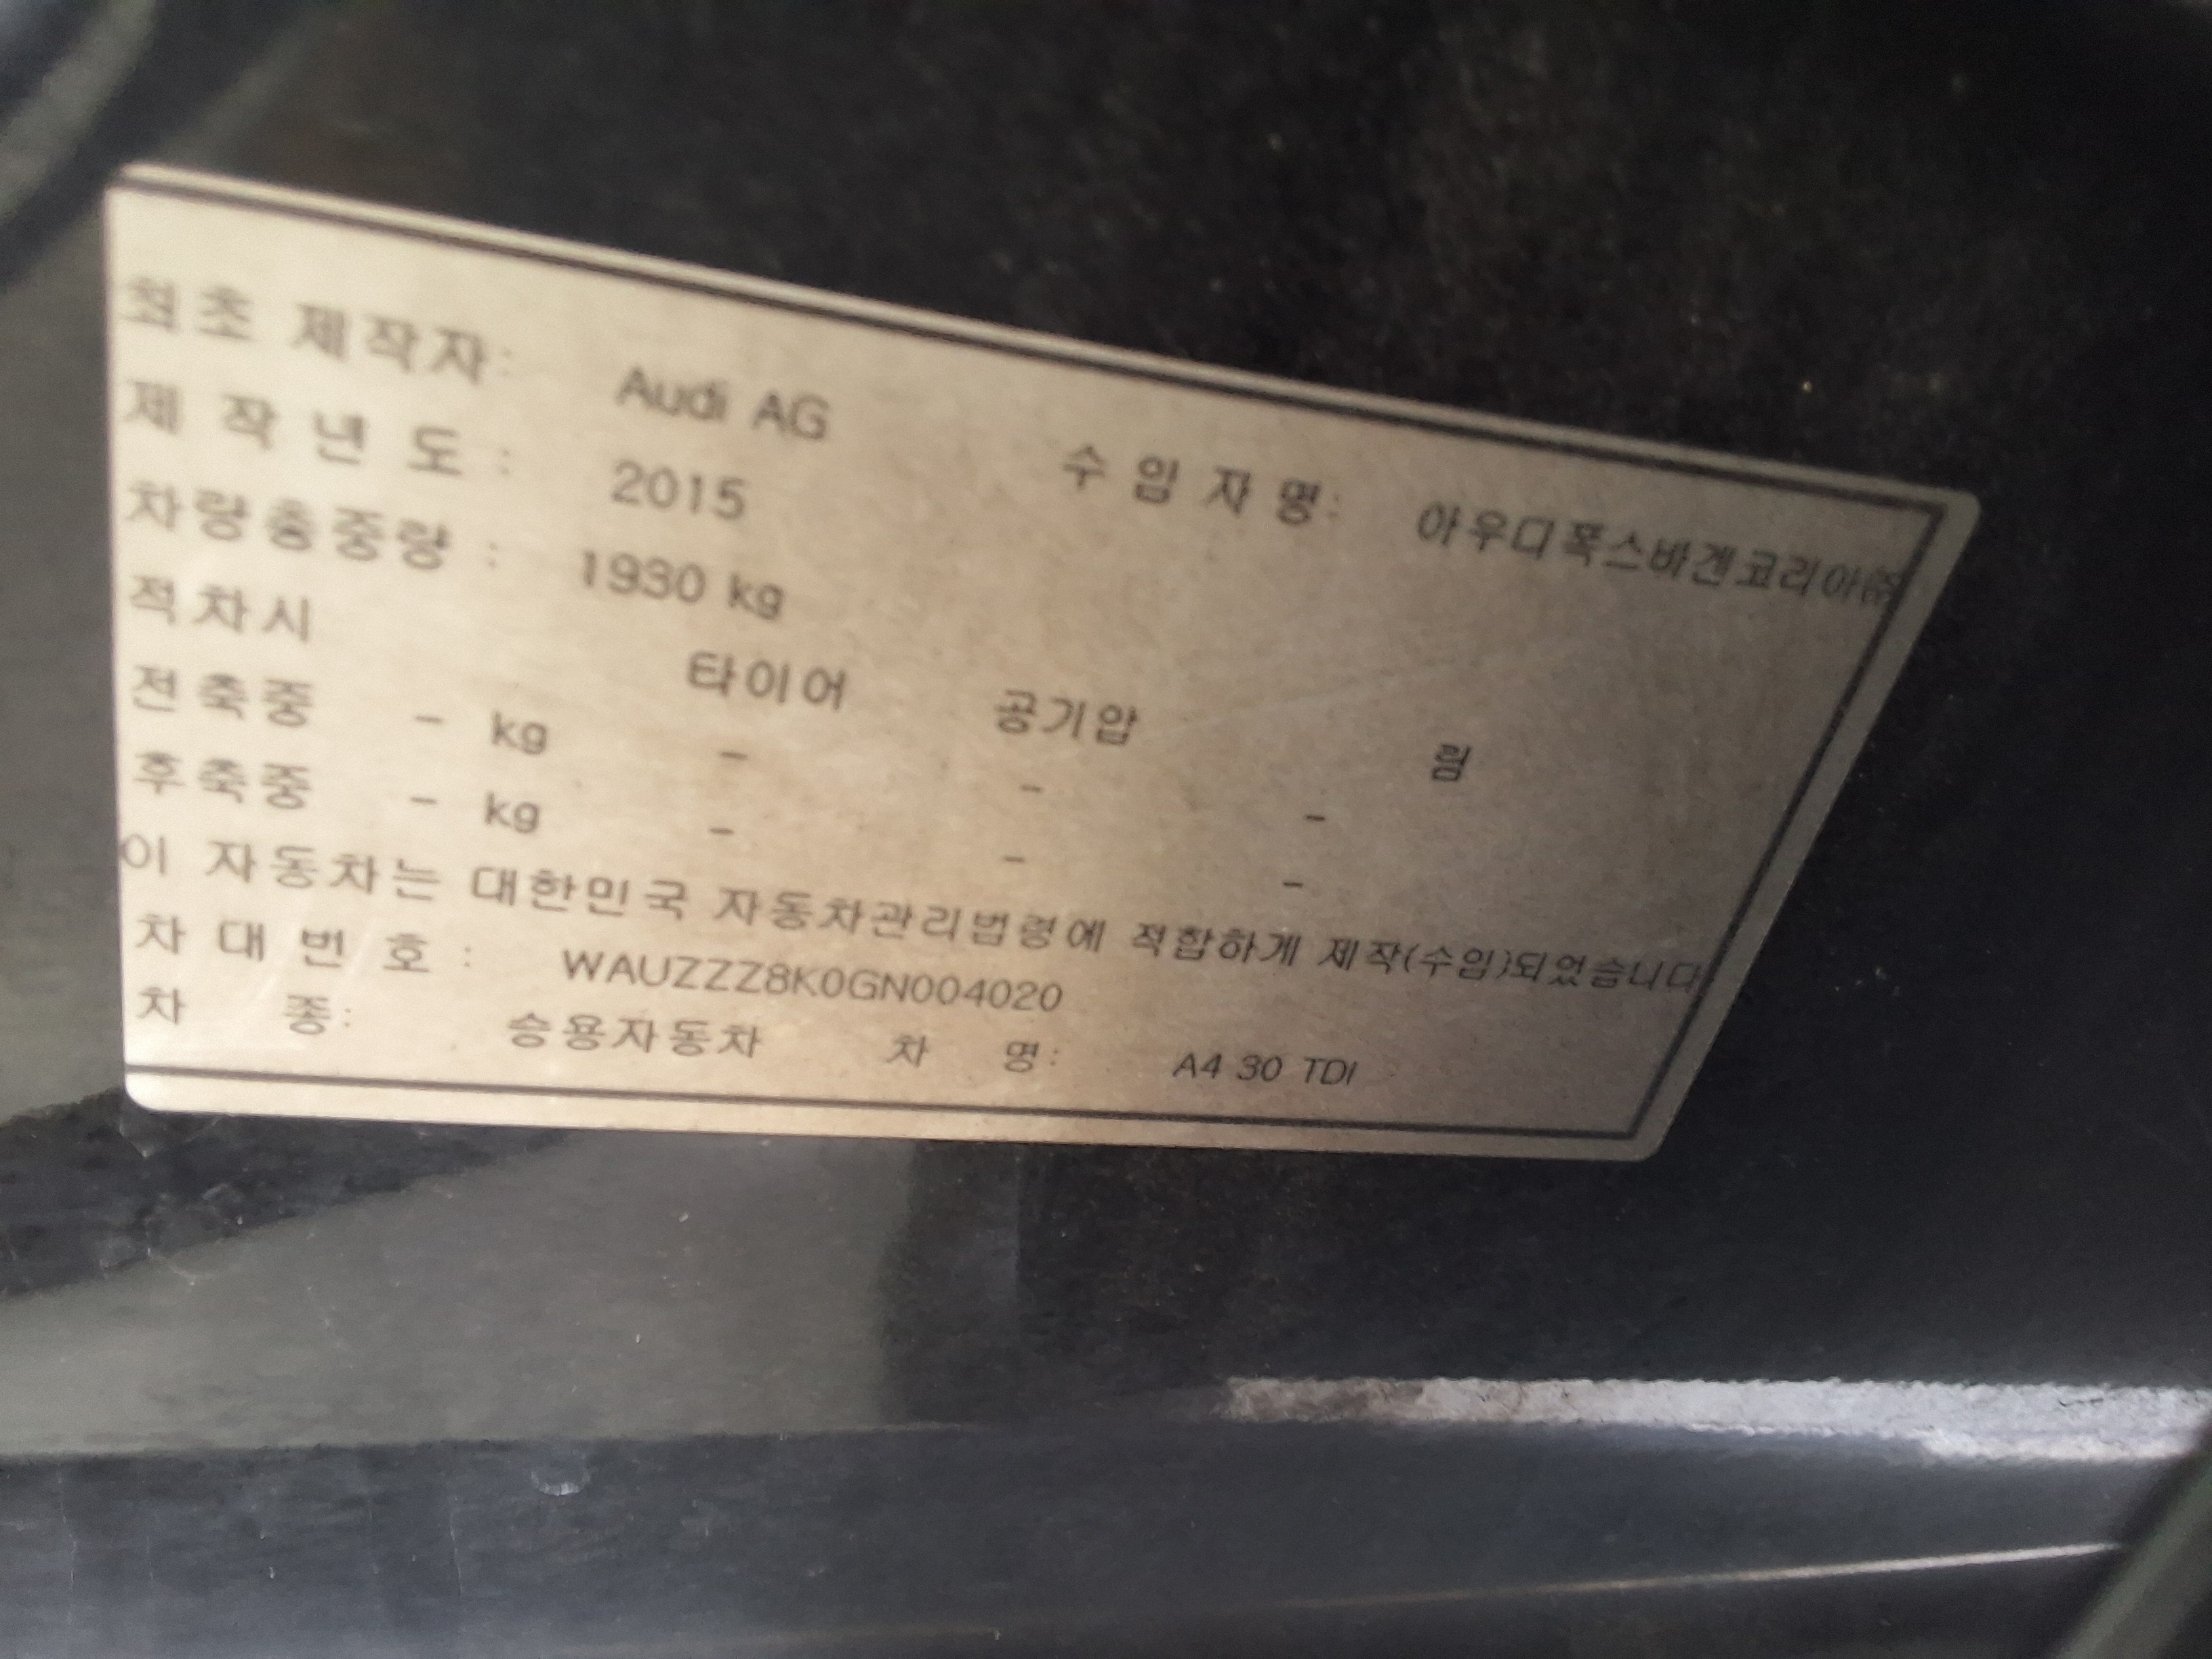 최초 제작자: Audi AG 수 입 자 명: 아우디폭스바겐코리아㈜
제 작 년 도 : 2015
차량총중량 : 1930 kg
적차시 타이어 공기압 림
전축중 - kg - - -
후축중 - kg - - -
이 자동차는 대한민국 자동차관리법령에 적합하게 제작(수입)되었습니다
차 대 번 호 : WAUZZZ8K0GN004020
차 종: 승용자동차 차 명: A4 30 TDI